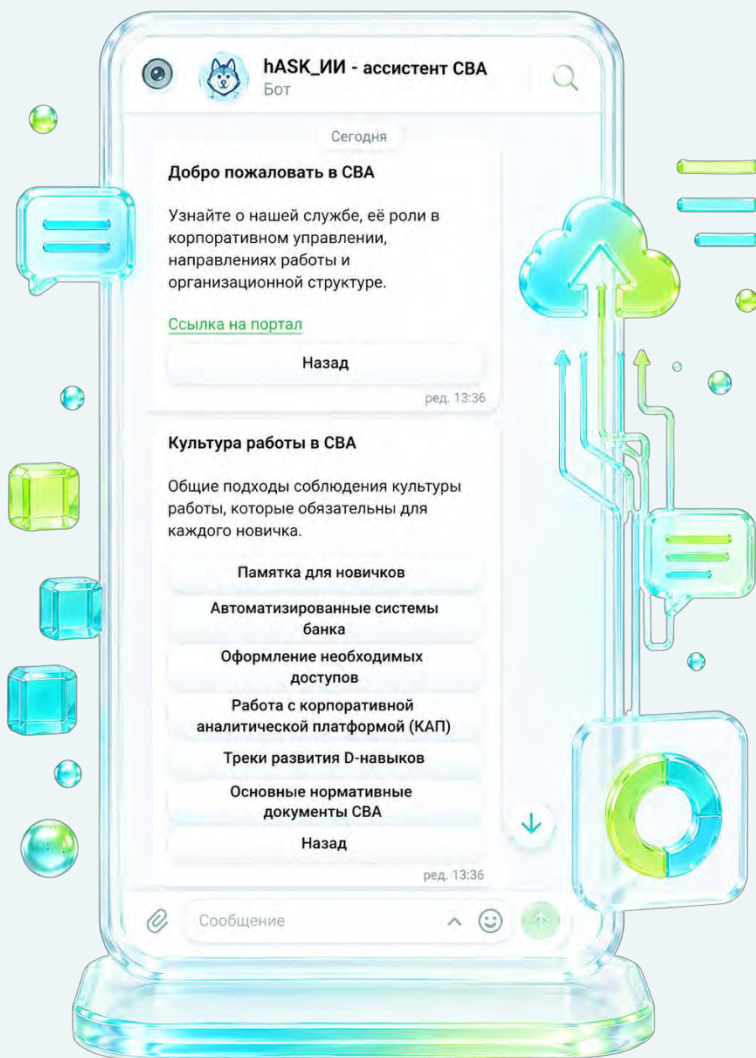 hASK_ИИ - ассистент СВА
Бот
Сегодня
Добро пожаловать в СВА
Узнайте о нашей службе, её роли в
корпоративном управлении,
направлениях работы и
организационной структуре.
Ссылка на портал
Назад
ред. 13:36
Культура работы в СВА
Общие подходы соблюдения культуры
работы, которые обязательны для
каждого новичка.
Памятка для новичков
Автоматизированные системы
банка
Оформление необходимых
доступов
Работа с корпоративной
аналитической платформой (КАП)
Треки развития D-навыков
Основные нормативные
документы СВА
Назад
ред. 13:36
Сообщение